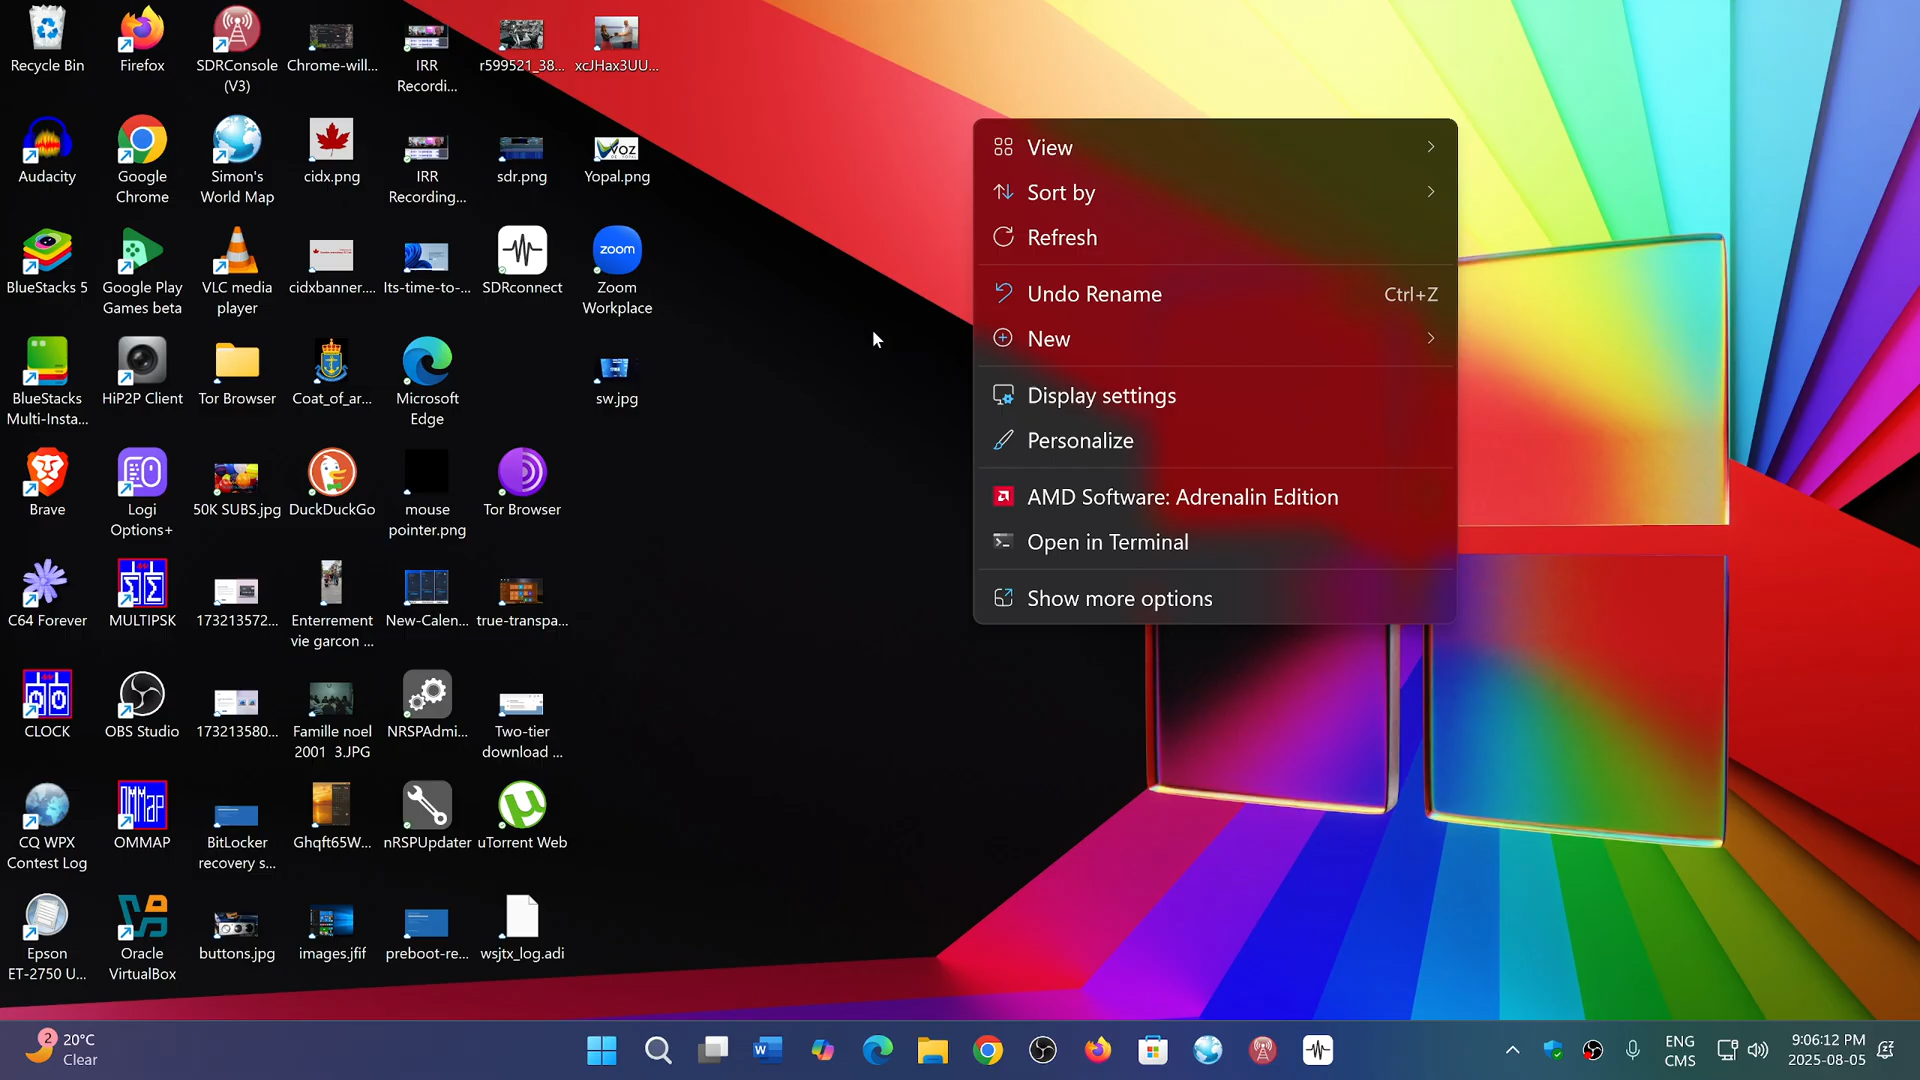 Recycle Bin
Firefox
SDRConsole
(V3)
Chrome-will...
IRR
Recordi...
r599521_38...
xcJHax3UU...
Audacity
Google
Chrome
Simon's
World Map
cidx.png
IRR
Recording...
sdr.png
VOZ
Yopal.png
BlueStacks 5
Google Play
Games beta
VLC media
player
cidxbanner....
Its-time-to-...
SDRconnect
zoom
Zoom
Workplace
BlueStacks
Multi-Insta...
HiP2P Client
Tor Browser
Coat_of_ar...
Microsoft
Edge
sw.jpg
Brave
Logi
Options+
50K SUBS.jpg
DuckDuckGo
mouse
pointer.png
Tor Browser
C64 Forever
MULTIPSK
173213572...
Enterrement
vie garcon ...
New-Calen...
true-transpa...
CLOCK
OBS Studio
173213580...
Famille noel
2001 3.JPG
NRSPAdmi...
Two-tier
download ...
CQ WPX
Contest Log
OMMAP
BitLocker
recovery s...
Ghqft65W...
nRSPUpdater
uTorrent Web
Epson
ET-2750 U...
Oracle
VirtualBox
buttons.jpg
images.jfif
preboot-re...
wsjtx_log.adi
View
Sort by
Refresh
Undo Rename Ctrl+Z
New
Display settings
Personalize
AMD Software: Adrenalin Edition
Open in Terminal
Show more options
2
20°C
Clear
ENG
CMS
9:06:12 PM
2025-08-05